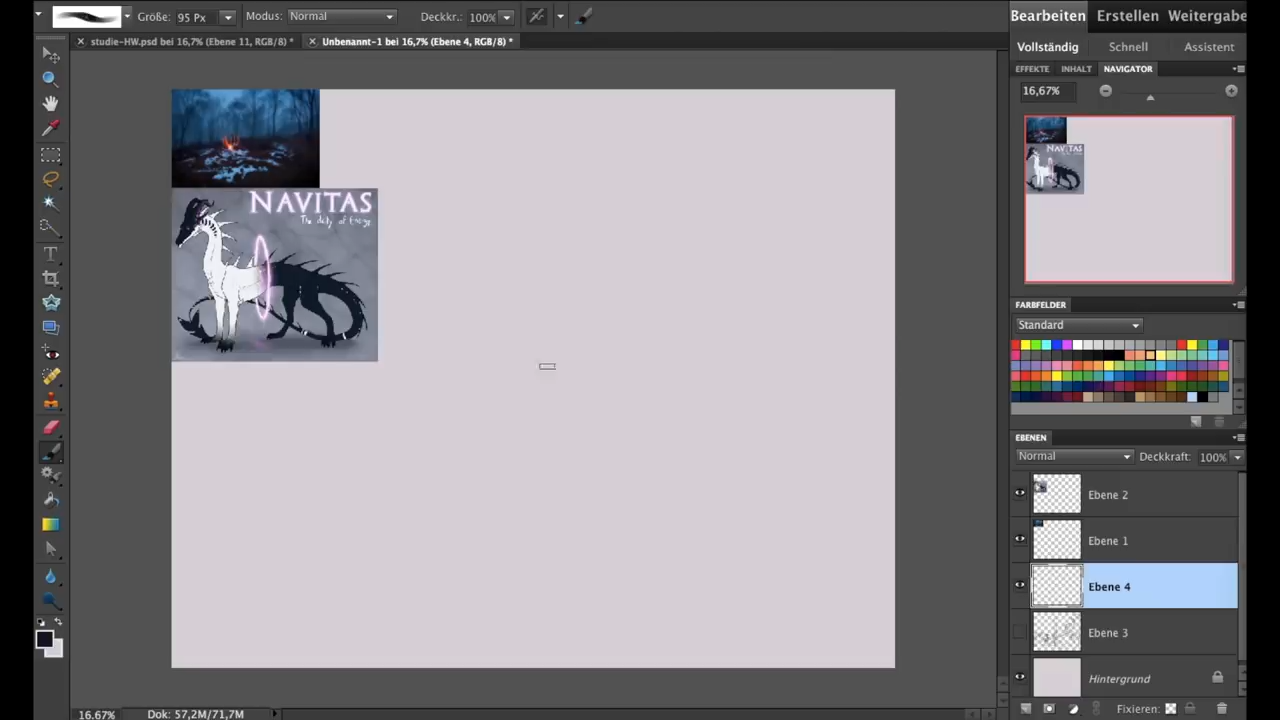 Größe: 95 Px Modus: Normal Deckkr.: 100%
Bearbeiten Erstellen Weitergabe
studie-HW.psd bei 16,7% (Ebene 11, RGB/8) *
Unbenannt-1 bei 16,7% (Ebene 4, RGB/8) *
Vollständig Schnell Assistent
EFFEKTE INHALT NAVIGATOR
16,67%
NAVITAS
The deity of Energy
FARBFELDER
Standard
EBENEN
Normal Deckkraft: 100%
Ebene 2
Ebene 1
Ebene 4
Ebene 3
Hintergrund
Fixieren:
16.67% Dok: 57,2M/71,7M